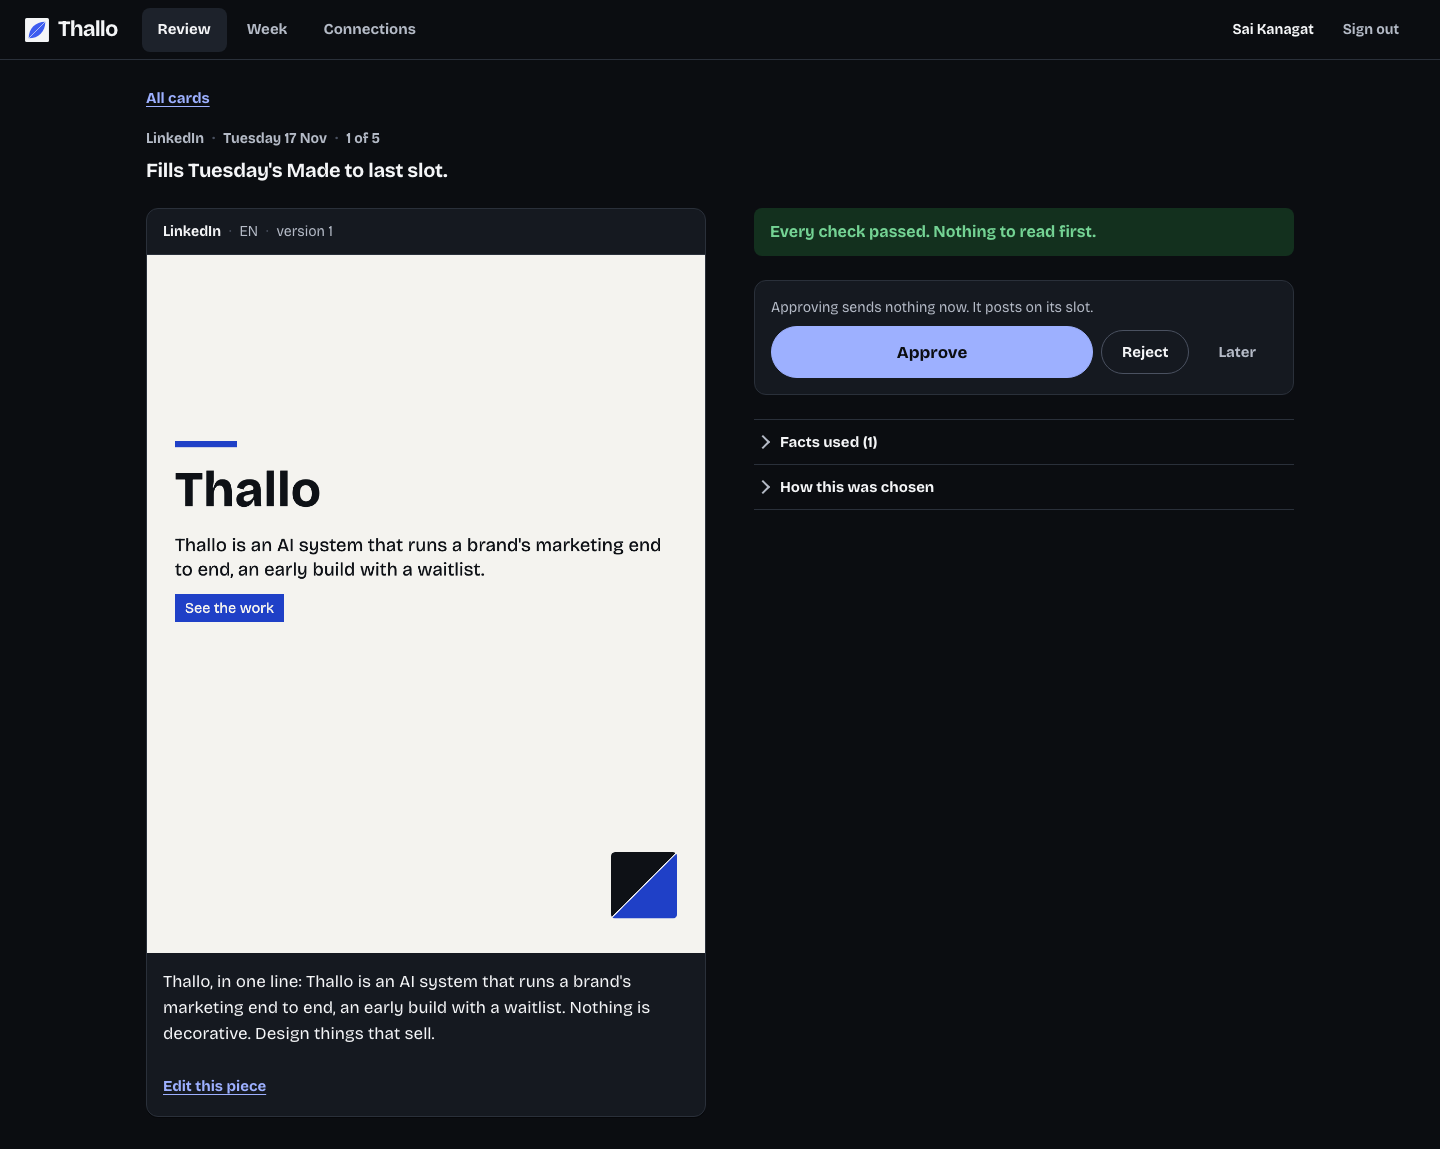 Thallo
Review
Week
Connections
Sai Kanagat
Sign out
All cards
LinkedIn · Tuesday 17 Nov · 1 of 5
Fills Tuesday's Made to last slot.
LinkedIn · EN · version 1
Thallo
Thallo is an AI system that runs a brand's marketing end
to end, an early build with a waitlist.
See the work
Thallo, in one line: Thallo is an AI system that runs a brand's
marketing end to end, an early build with a waitlist. Nothing is
decorative. Design things that sell.
Edit this piece
Every check passed. Nothing to read first.
Approving sends nothing now. It posts on its slot.
Approve
Reject
Later
Facts used (1)
How this was chosen